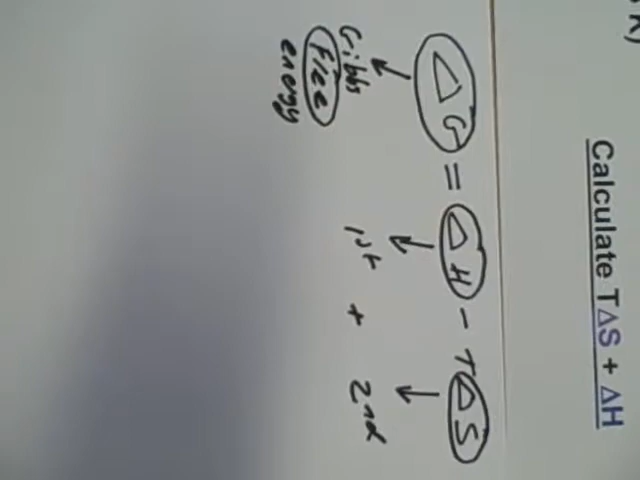 K)
Calculate TΔS + ΔH
ΔG = ΔH - TΔS
↙ ↙ ↙
Gibbs 1st + 2nd
Free
energy